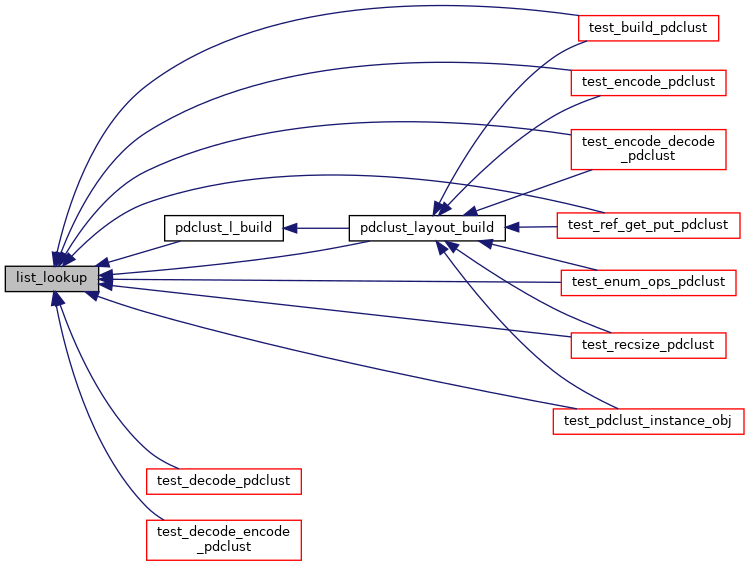 test_build_pdclust
test_encode_pdclust
test_encode_decode
_pdclust
pdclust_l_build
pdclust_layout_build
test_ref_get_put_pdclust
list_lookup
test_enum_ops_pdclust
test_recsize_pdclust
test_pdclust_instance_obj
test_decode_pdclust
test_decode_encode
_pdclust